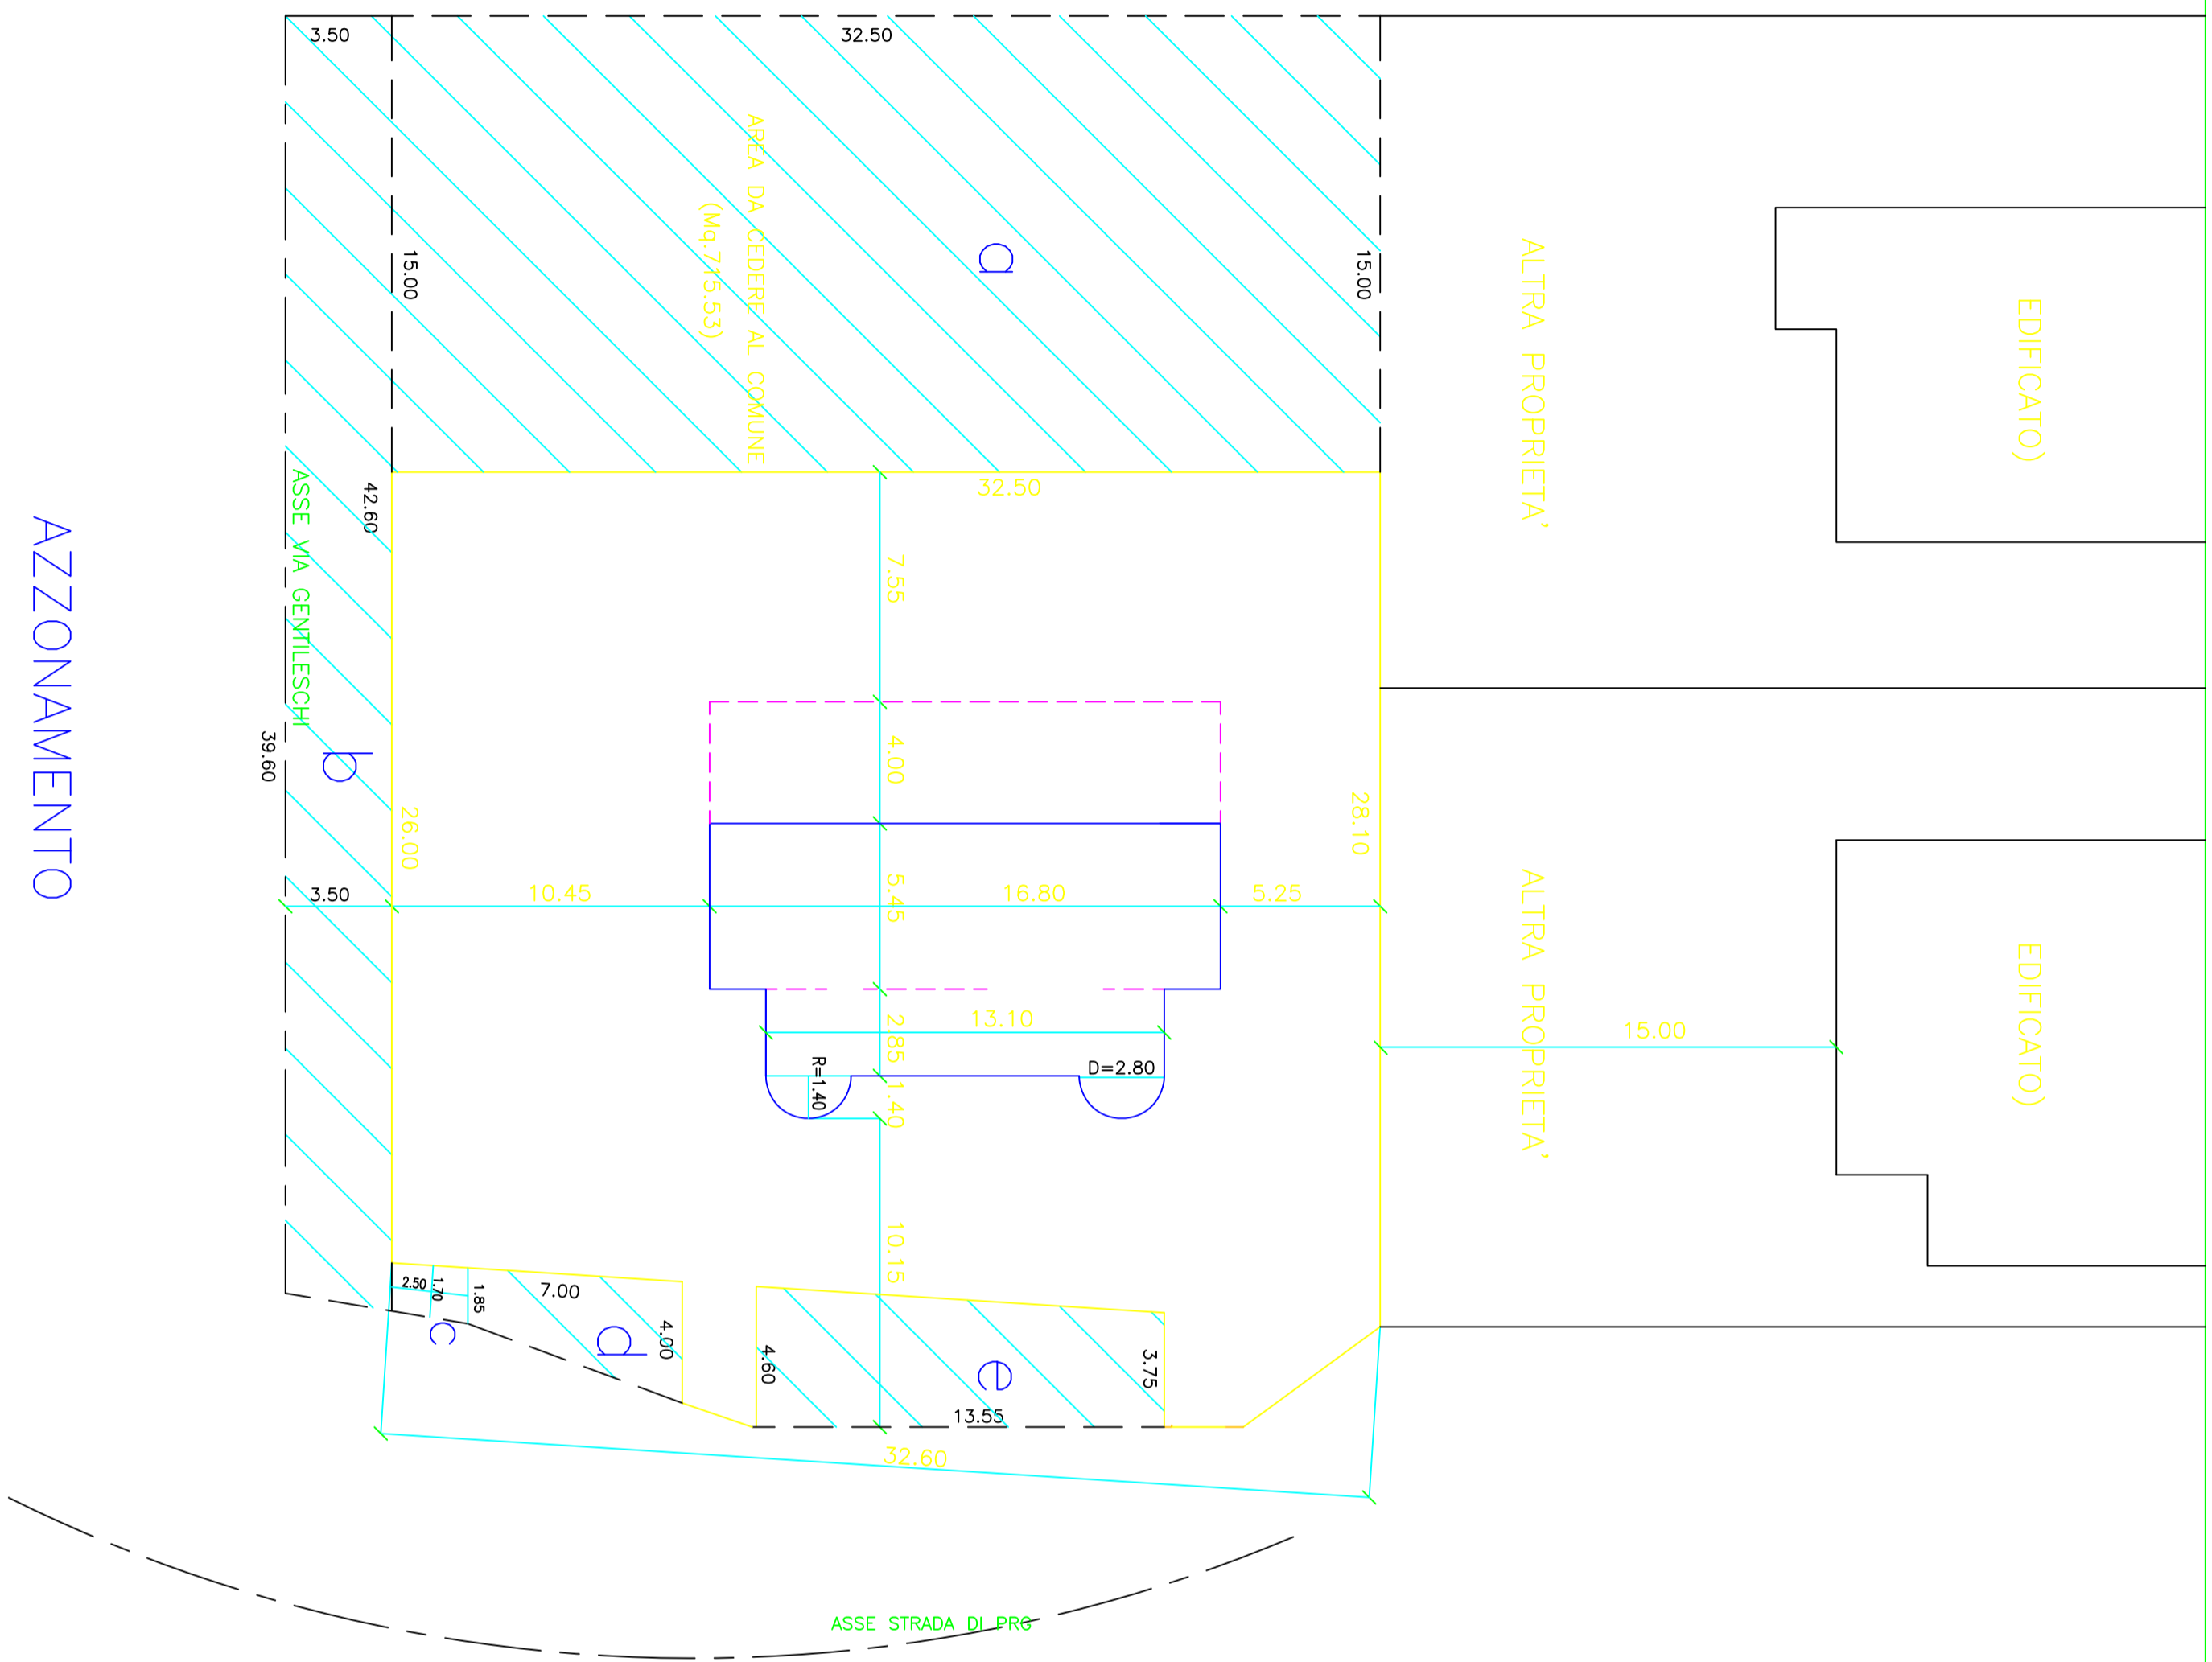 3.50
32.50
AREA DA CEDERE AL COMUNE
(Mq.715.53)
a
15.00
15.00
ALTRA PROPRIETA'
EDIFICATO)
42.60
32.50
ASSE VIA GENTILESCHI
AZZONAMENTO
7.55
39.60
b
4.00
26.00
28.10
3.50
10.45
5.45
16.80
5.25
ALTRA PROPRIETA'
EDIFICATO)
13.10
15.00
2.85
R=1.40
D=2.80
1.40
10.15
2.50
1.70
1.85
7.00
c
d
4.00
4.60
e
3.75
13.55
32.60
ASSE STRADA DI PRG